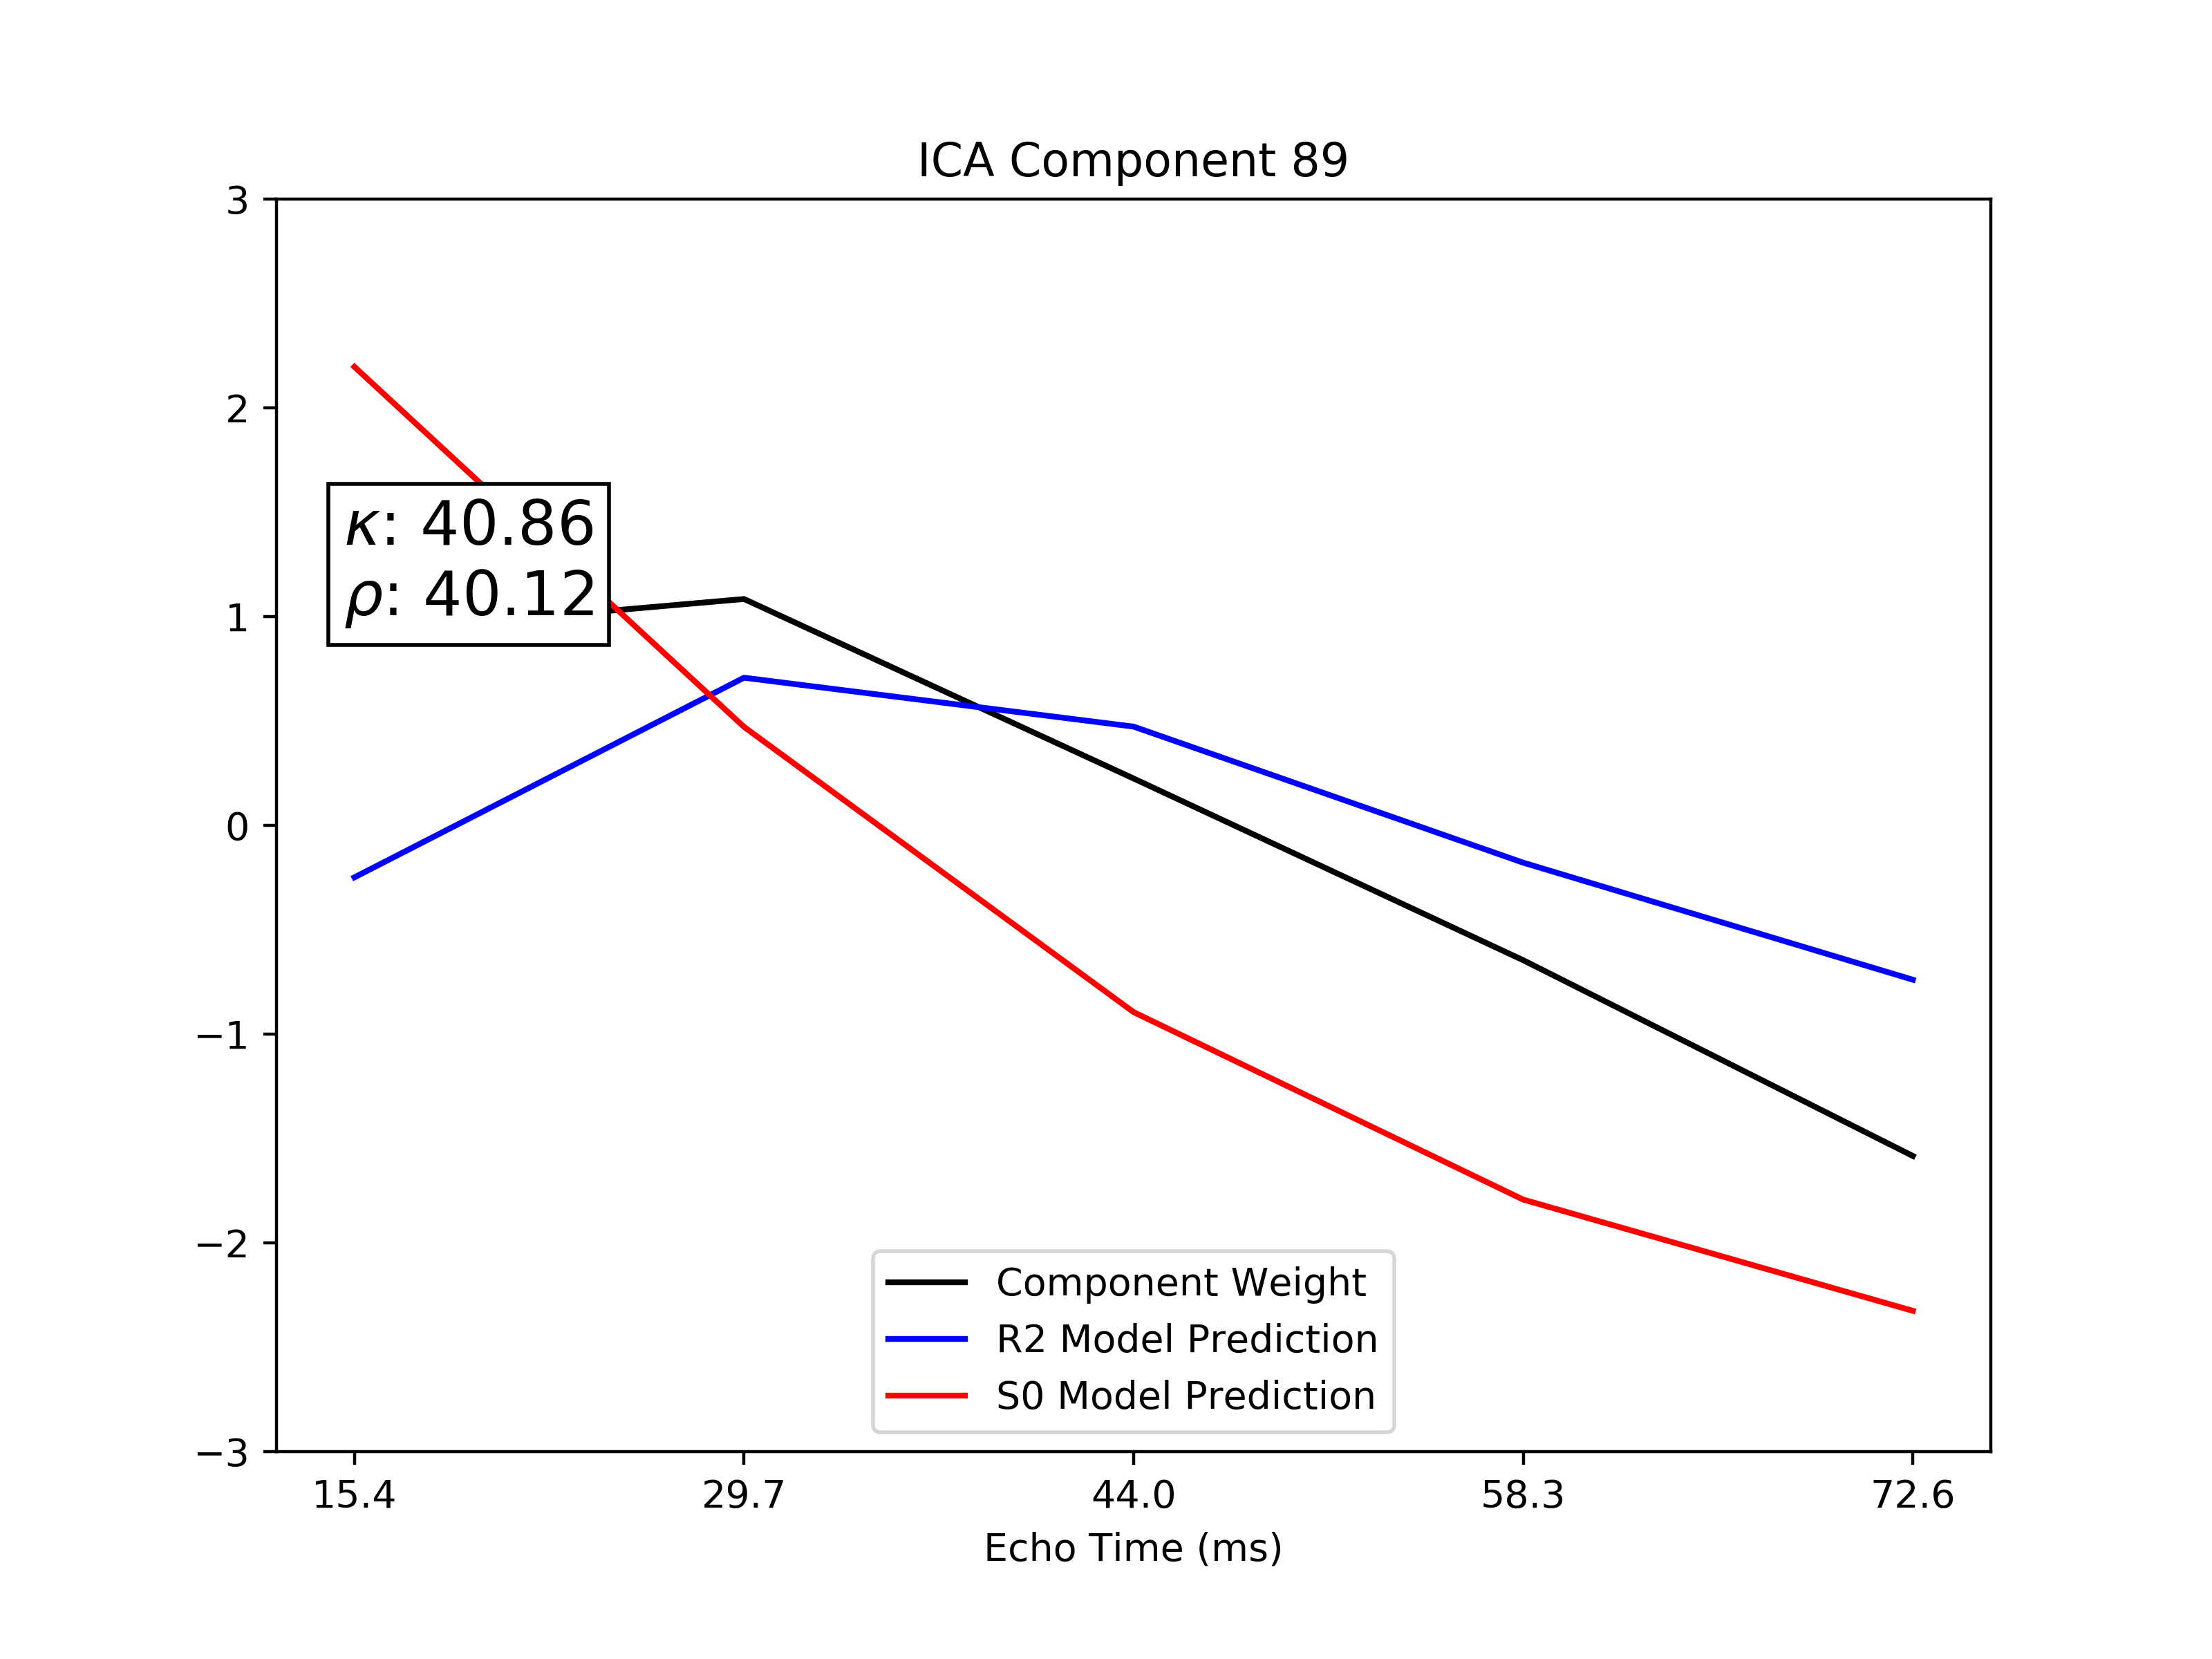 ICA Component 89
3
2
1
0
−1
−2
−3
κ: 40.86
ρ: 40.12
Component Weight
R2 Model Prediction
S0 Model Prediction
15.4 29.7 44.0 58.3 72.6
Echo Time (ms)